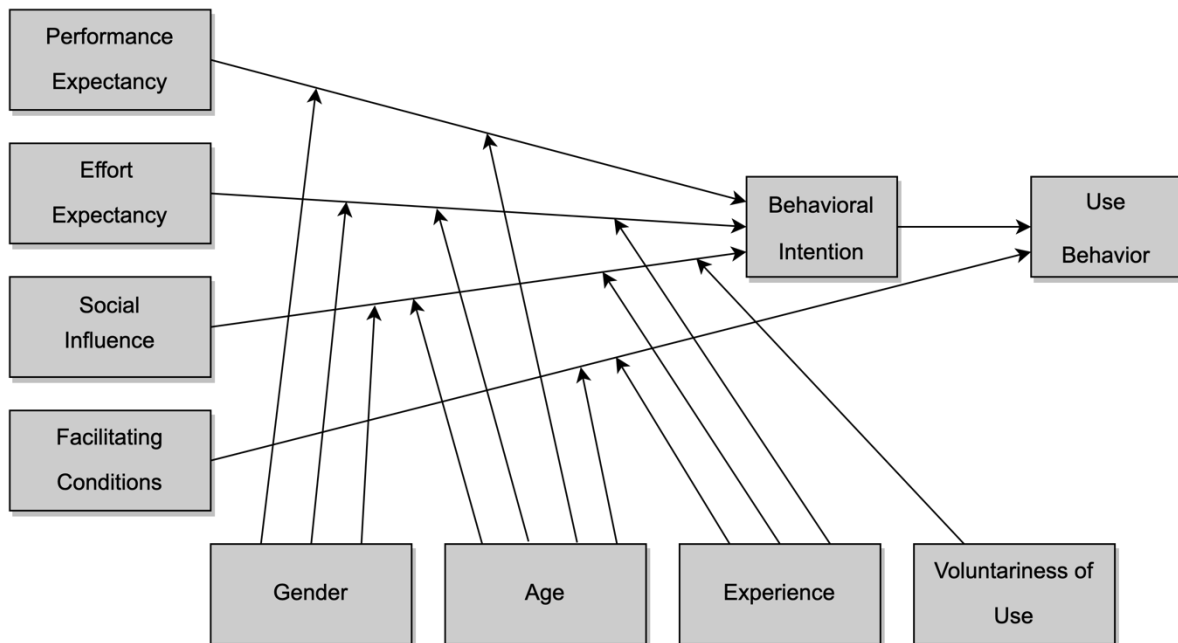 Performance
Expectancy
Effort
Expectancy
Social
Influence
Facilitating
Conditions
Behavioral
Intention
Use
Behavior
Gender
Age
Experience
Voluntariness of
Use